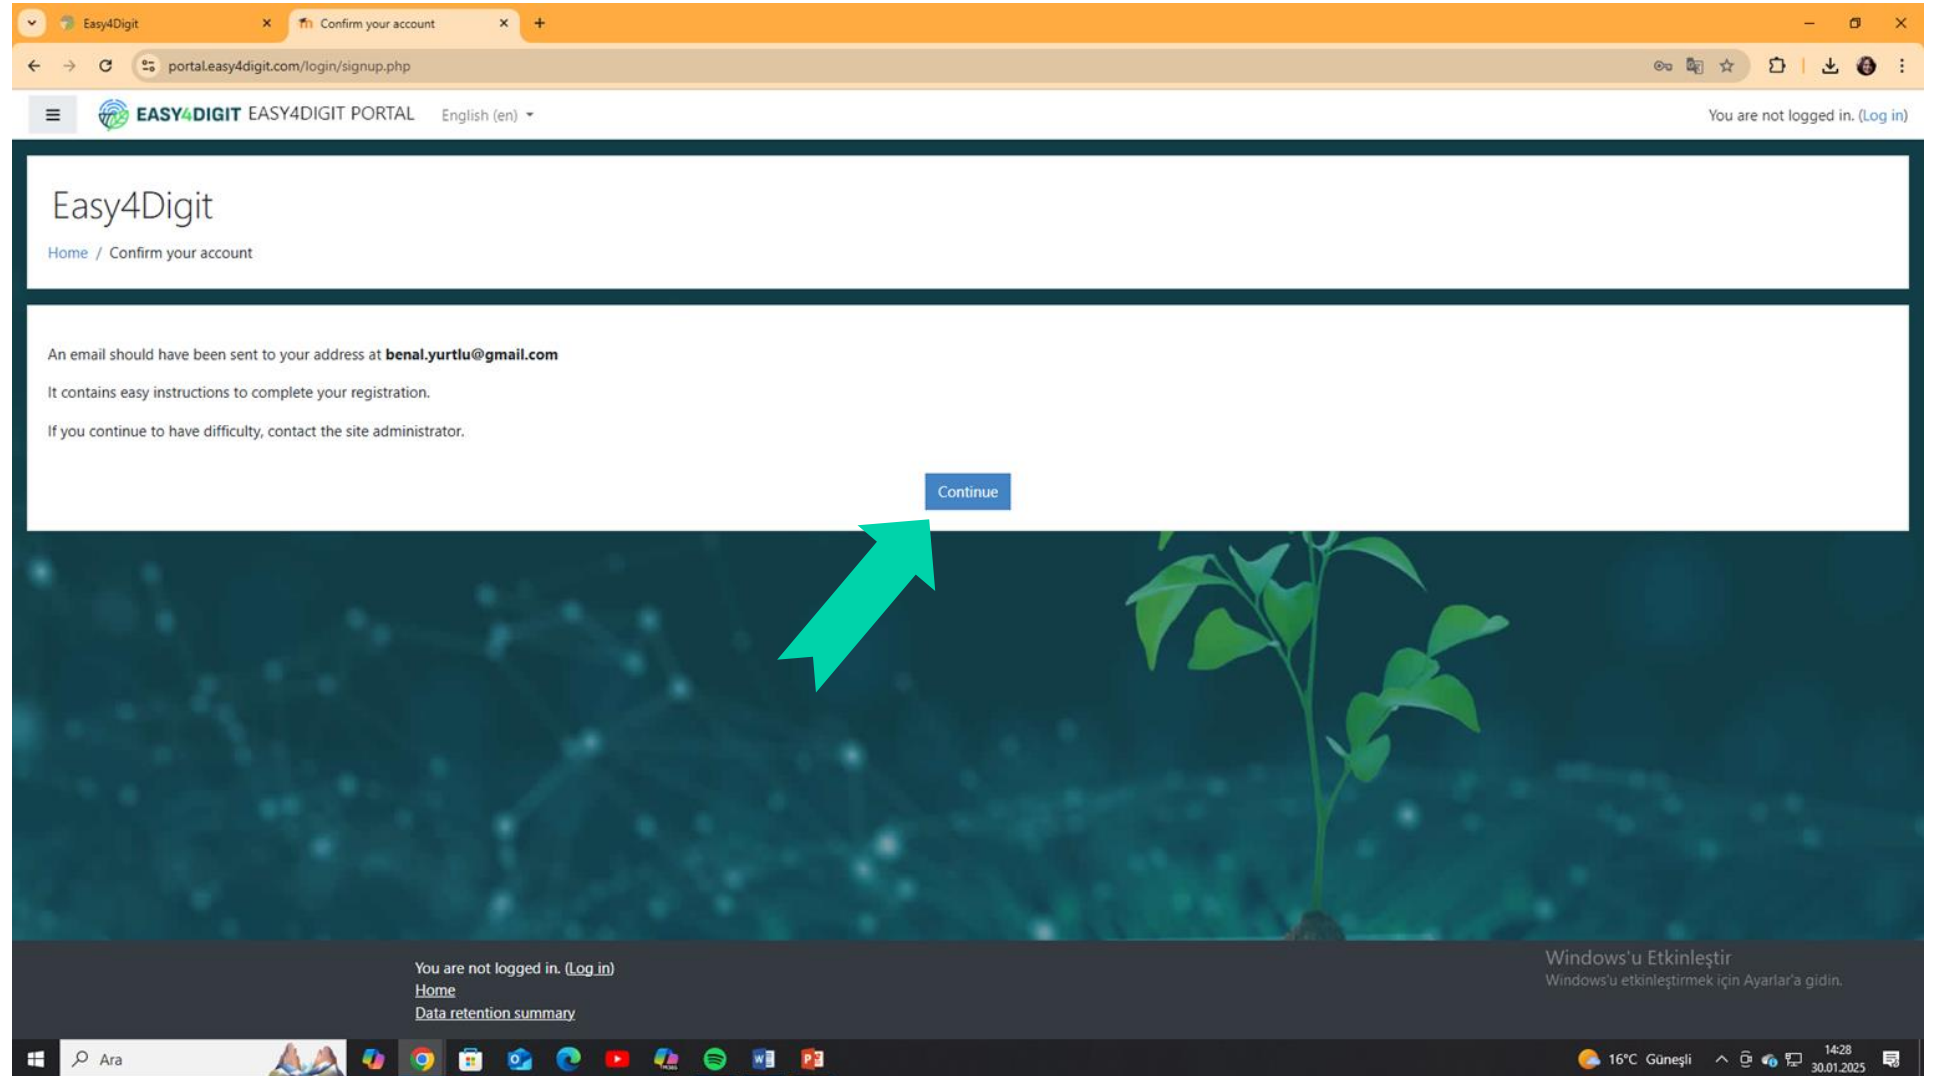 Easy4Digit
Confirm your account
portal.easy4digit.com/login/signup.php
EASY4DIGIT EASY4DIGIT PORTAL
English (en)
You are not logged in. (Log in)
Easy4Digit
Home / Confirm your account
An email should have been sent to your address at benal.yurtlu@gmail.com
It contains easy instructions to complete your registration.
If you continue to have difficulty, contact the site administrator.
Continue
You are not logged in. (Log in)
Home
Data retention summary
Windows'u Etkinleştir
Windows'u etkinleştirmek için Ayarlar'a gidin.
Ara
16°C Güneşli
14:28
30.01.2025